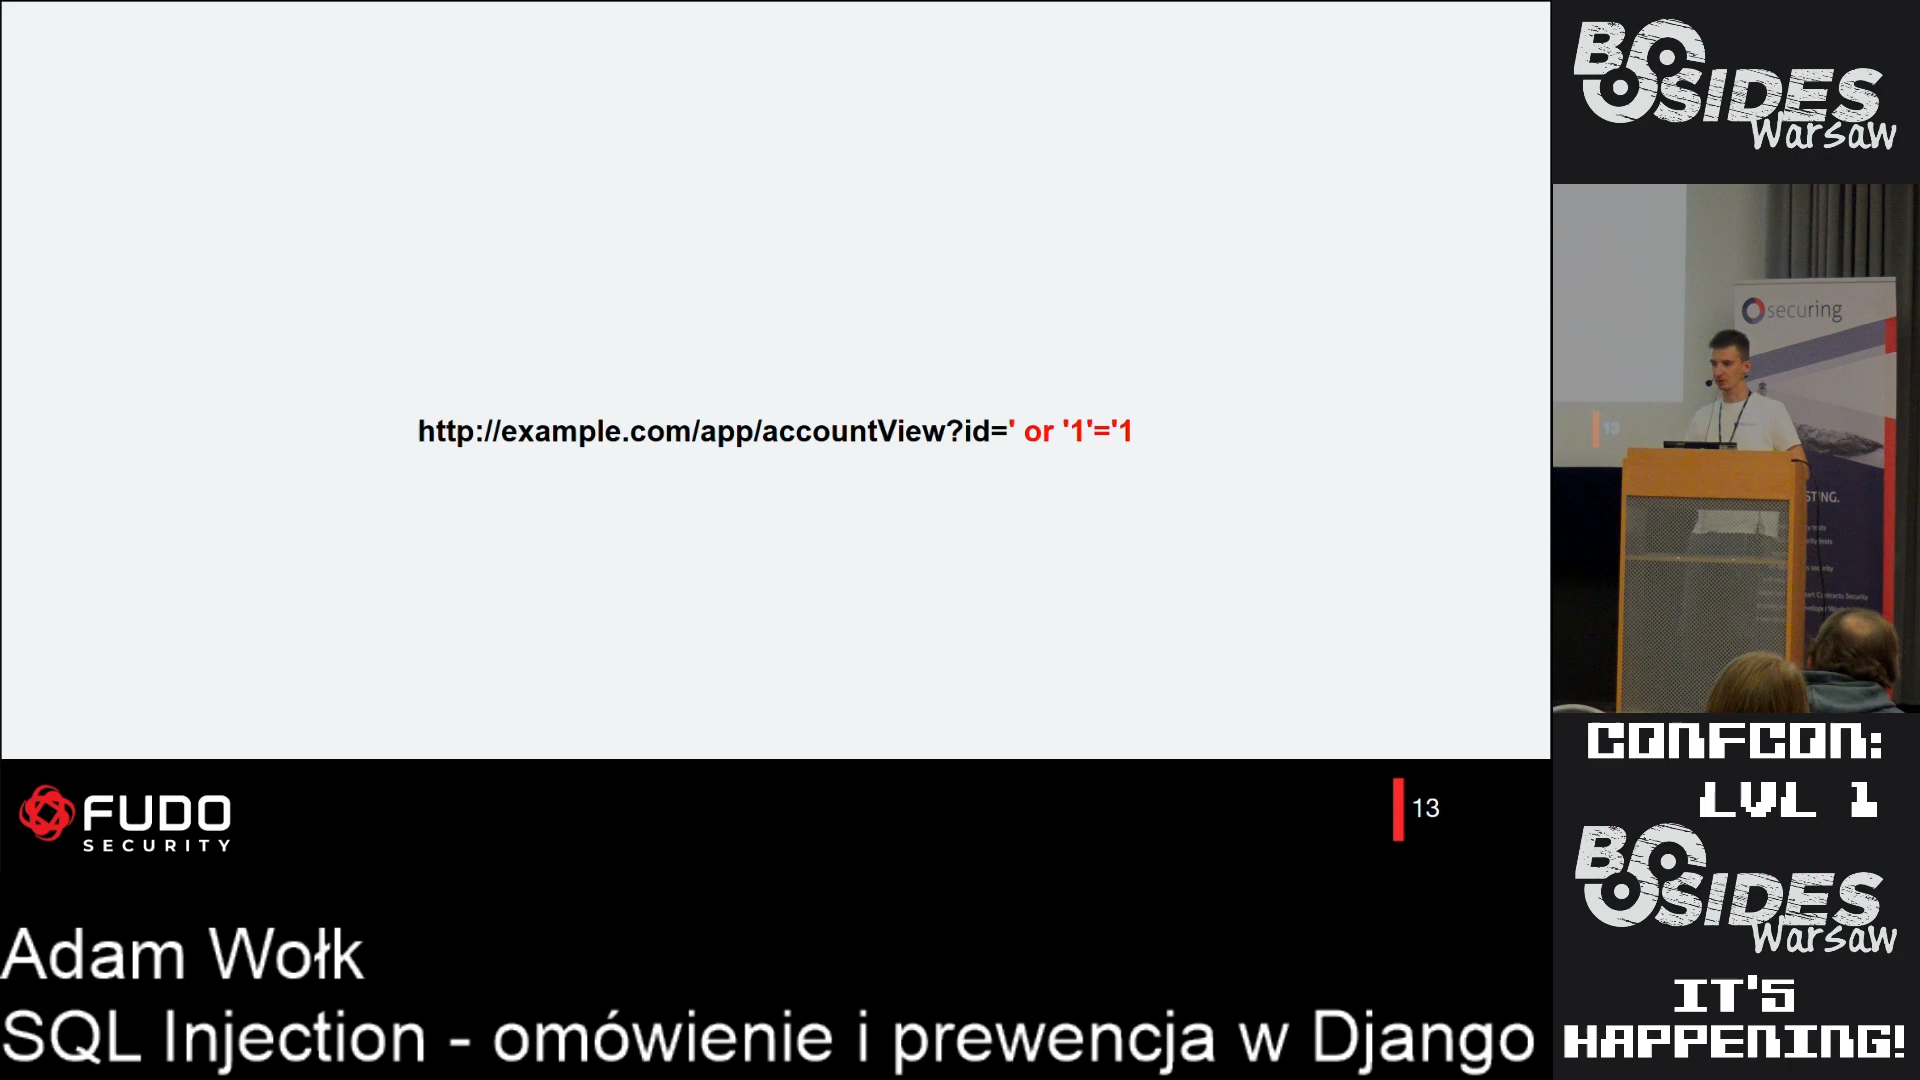 http://example.com/app/accountView?id=' or '1'='1
FUDO
SECURITY
13
Adam Wołk
SQL Injection - omówienie i prewencja w Django
BSIDES
Warsaw
securing
13
CONFCON:
LVL 1
BSIDES
Warsaw
IT'S
HAPPENING!